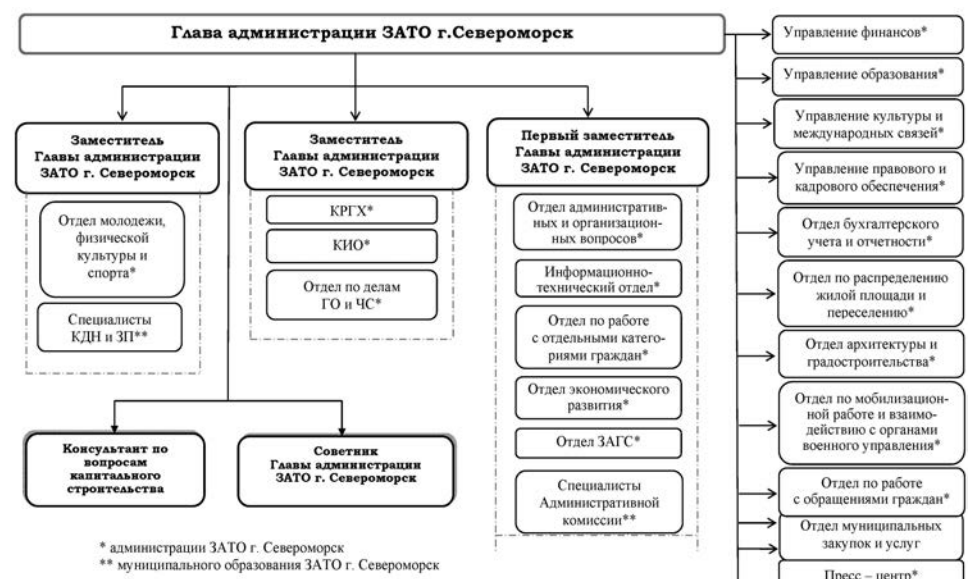 Глава администрации ЗАТО г.Североморск
Заместитель
Главы администрации
ЗАТО г. Североморск
Отдел молодежи,
физической
культуры и
спорта*
Специалисты
КДН и ЗП**
Заместитель
Главы администрации
ЗАТО г. Североморск
КРГХ*
КИО*
Отдел по делам
ГО и ЧС*
Первый заместитель
Главы администрации
ЗАТО г. Североморск
Отдел административ-
ных и организацион-
ных вопросов*
Информационно-
технический отдел*
Отдел по работе
с отдельными катего-
риями граждан*
Отдел экономического
развития*
Отдел ЗАГС*
Специалисты
Административной
комиссии**
Консультант по
вопросам
капитального
строительства
Советник
Главы администрации
ЗАТО г. Североморск
Управление финансов*
Управление образования*
Управление культуры и
международных связей*
Управление правового и
кадрового обеспечения*
Отдел бухгалтерского
учета и отчетности*
Отдел по распределению
жилой площади и
переселению*
Отдел архитектуры и
градостроительства*
Отдел по мобилизацион-
ной работе и взаимо-
действию с органами
военного управления*
Отдел по работе
с обращениями граждан*
Отдел муниципальных
закупок и услуг
Пресс – центр*
* администрации ЗАТО г. Североморск
** муниципального образования ЗАТО г. Североморск